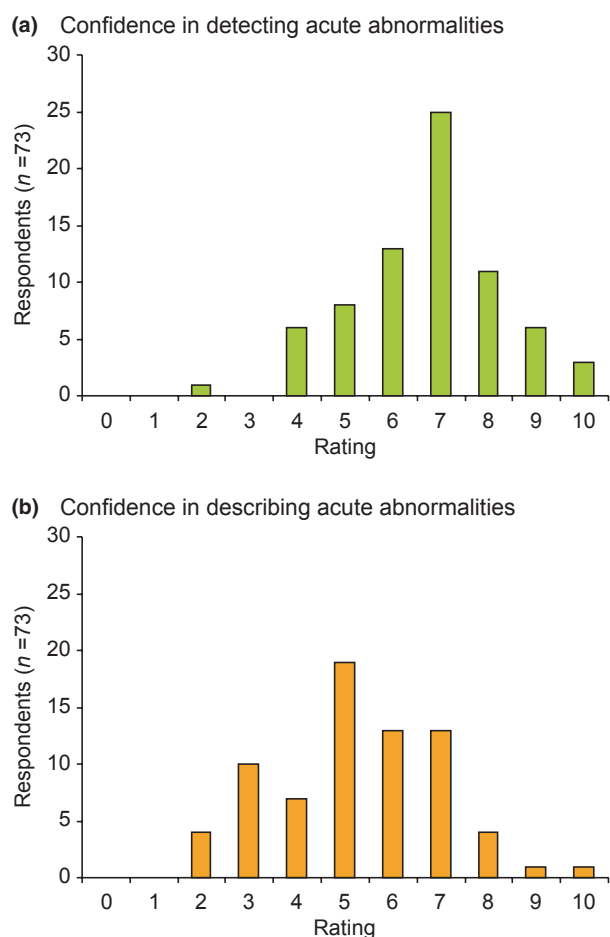 (a) Confidence in detecting acute abnormalities
30
25
20
15
10
5
0
Respondents (n =73)
0 1 2 3 4 5 6 7 8 9 10
Rating
(b) Confidence in describing acute abnormalities
30
25
20
15
10
5
0
Respondents (n =73)
0 1 2 3 4 5 6 7 8 9 10
Rating